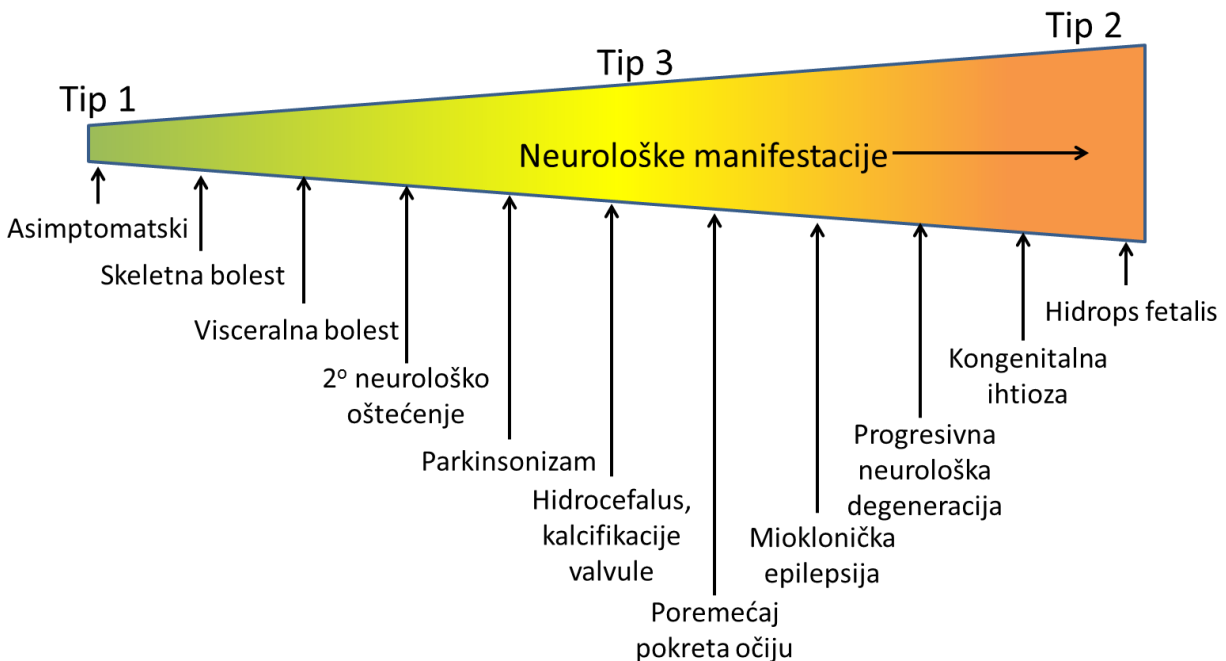 Tip 1
Tip 3
Tip 2
Neurološke manifestacije
Asimptomatski
Skeletna bolest
Visceralna bolest
2º neurološko
oštećenje
Parkinsonizam
Hidrocefalus,
kalcifikacije
valvule
Poremećaj
pokreta očiju
Mioklonička
epilepsija
Progresivna
neurološka
degeneracija
Kongenitalna
ihtioza
Hidrops fetalis